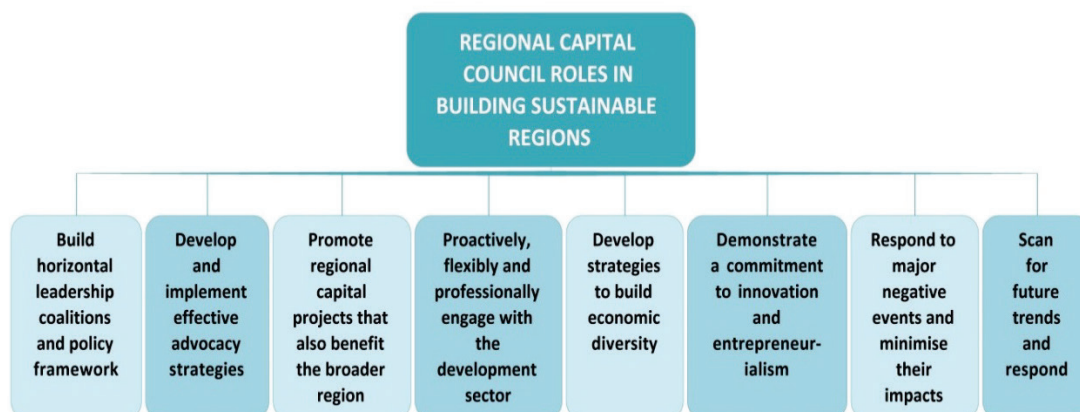 REGIONAL CAPITAL
COUNCIL ROLES IN
BUILDING SUSTAINABLE
REGIONS
Build
horizontal
leadership
coalitions
and policy
framework
Develop
and
implement
effective
advocacy
strategies
Promote
regional
capital
projects that
also benefit
the broader
region
Proactively,
flexibly and
professionally
engage with
the
development
sector
Develop
strategies
to build
economic
diversity
Demonstrate
a commitment
to innovation
and
entrepreneur-
ialism
Respond to
major
negative
events and
minimise
their
impacts
Scan
for
future
trends
and
respond